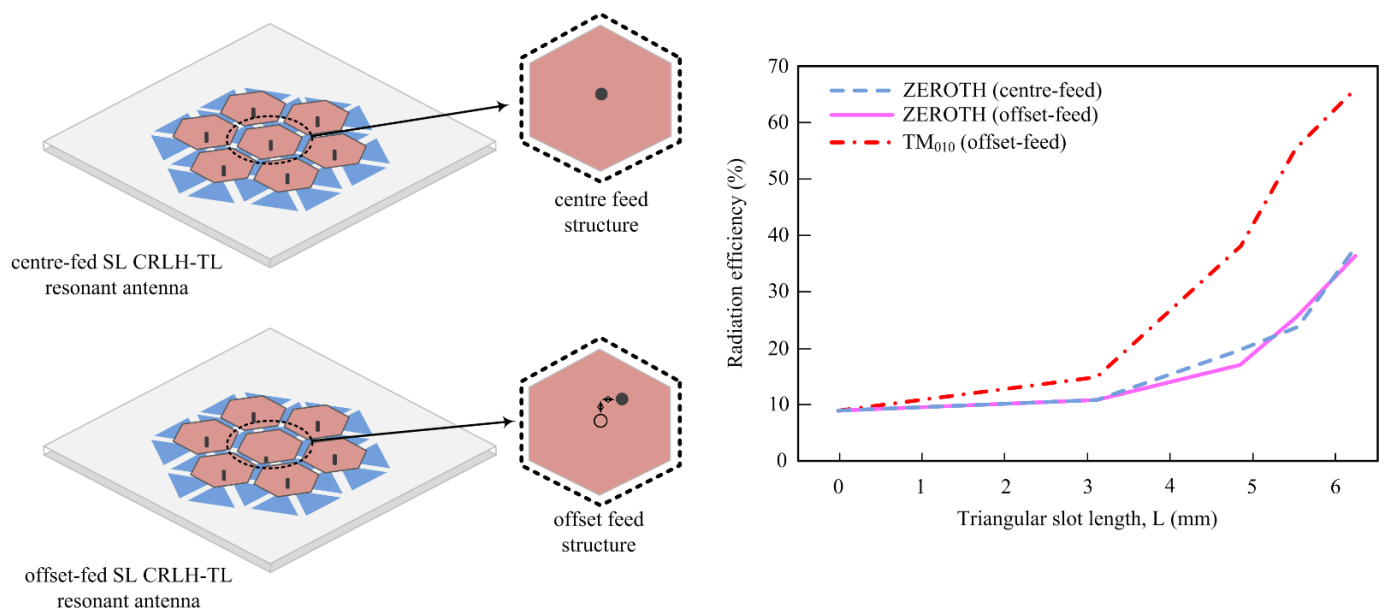 centre feed
structure
centre-fed SL CRLH-TL
resonant antenna
offset feed
structure
offset-fed SL CRLH-TL
resonant antenna
70
60
50
40
30
20
10
0
Radiation efficiency (%)
ZEROTH (centre-feed)
ZEROTH (offset-feed)
TM₀₁₀ (offset-feed)
0 1 2 3 4 5 6
Triangular slot length, L (mm)